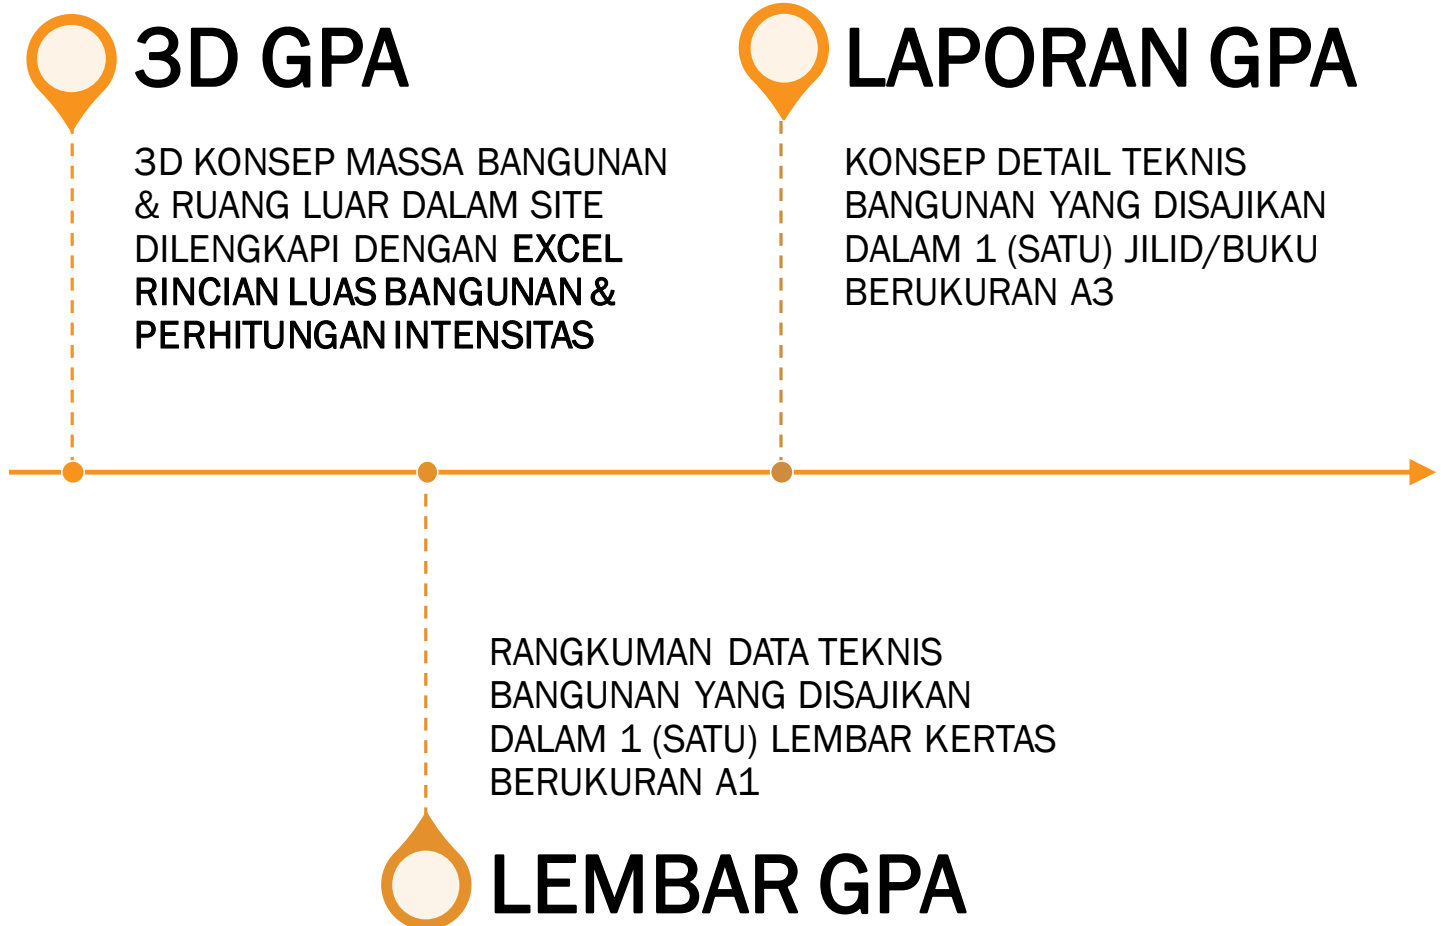 3D GPA
3D KONSEP MASSA BANGUNAN
& RUANG LUAR DALAM SITE
DILENGKAPI DENGAN EXCEL
RINCIAN LUAS BANGUNAN &
PERHITUNGAN INTENSITAS
LAPORAN GPA
KONSEP DETAIL TEKNIS
BANGUNAN YANG DISAJIKAN
DALAM 1 (SATU) JILID/BUKU
BERUKURAN A3
RANGKUMAN DATA TEKNIS
BANGUNAN YANG DISAJIKAN
DALAM 1 (SATU) LEMBAR KERTAS
BERUKURAN A1
LEMBAR GPA